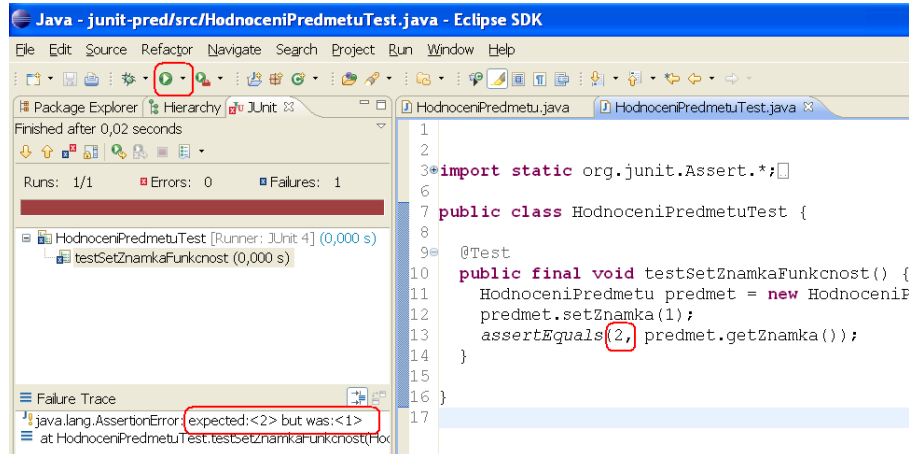 Java - junit-pred/src/HodnoceniPredmetuTest.java - Eclipse SDK
File Edit Source Refactor Navigate Search Project Run Window Help
Package Explorer Hierarchy JUnit
Finished after 0,02 seconds
Runs: 1/1 Errors: 0 Failures: 1
HodnoceniPredmetuTest [Runner: JUnit 4] (0,000 s)
testSetZnamkaFunkcnost (0,000 s)
Failure Trace
java.lang.AssertionError: expected:<2> but was:<1>
at HodnoceniPredmetuTest.testSetZnamkaFunkcnost(Hod
HodnoceniPredmetu.java HodnoceniPredmetuTest.java
1
2
3 import static org.junit.Assert.*;
6
7 public class HodnoceniPredmetuTest {
8
9 @Test
10 public final void testSetZnamkaFunkcnost() {
11 HodnoceniPredmetu predmet = new HodnoceniP
12 predmet.setZnamka(1);
13 assertEquals(2, predmet.getZnamka());
14 }
15
16 }
17